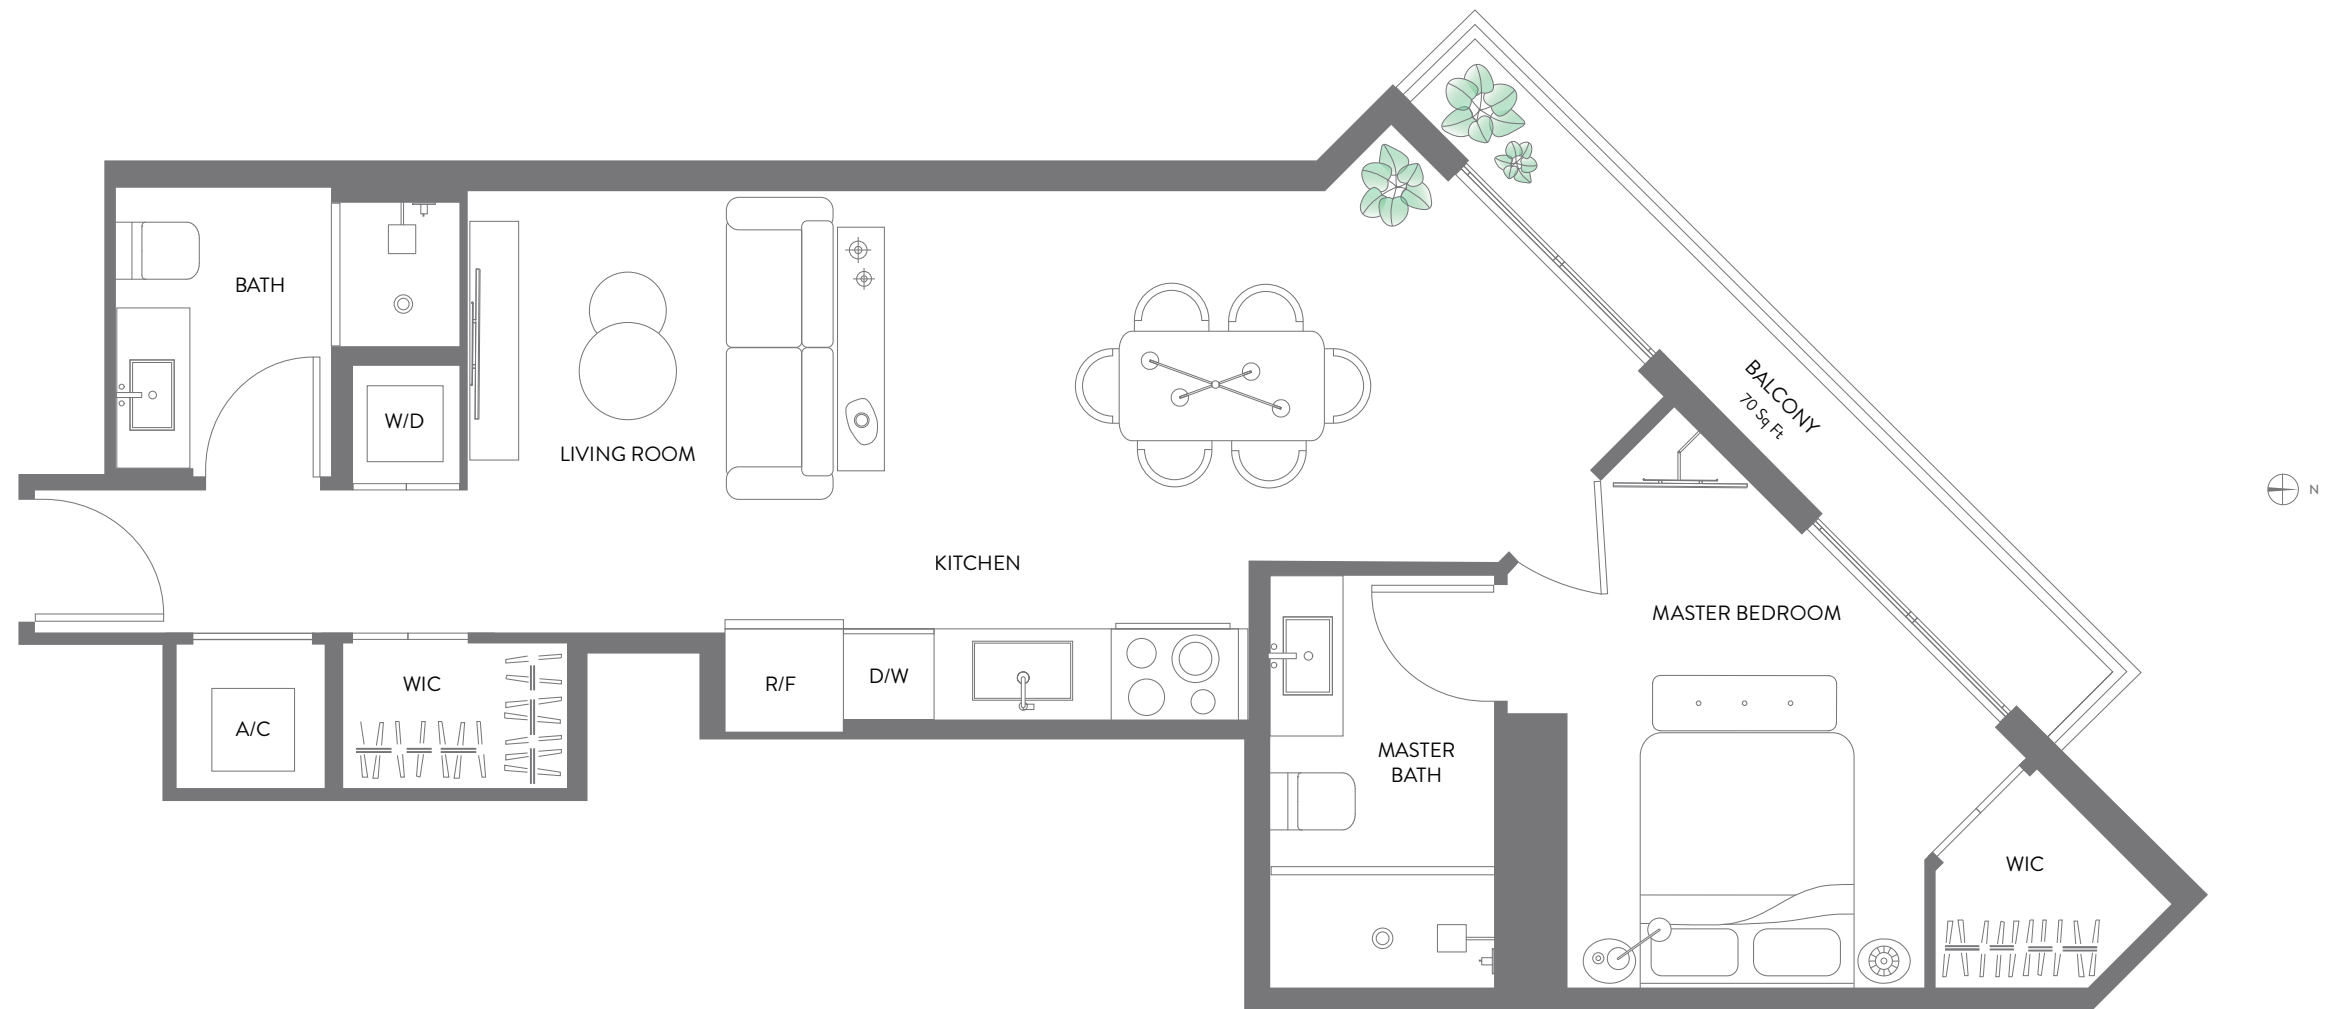 BATH
W/D
LIVING ROOM
KITCHEN
BALCONY
70 Sq Ft
N
MASTER BEDROOM
WIC
A/C
R/F
D/W
MASTER
BATH
WIC